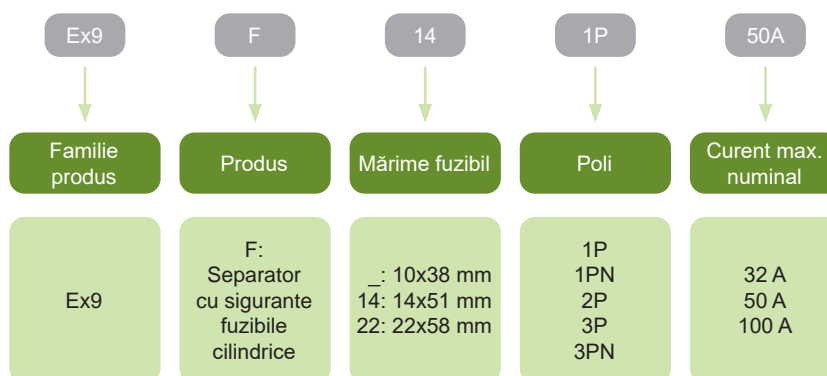 Ex9
F
14
1P
50A
Familie
produs
Produs
Mărime fuzibil
Poli
Curent max.
numinal
Ex9
F:
Separator
cu sigurante
fuzibile
cilindrice
_: 10x38 mm
14: 14x51 mm
22: 22x58 mm
1P
1PN
2P
3P
3PN
32 A
50 A
100 A